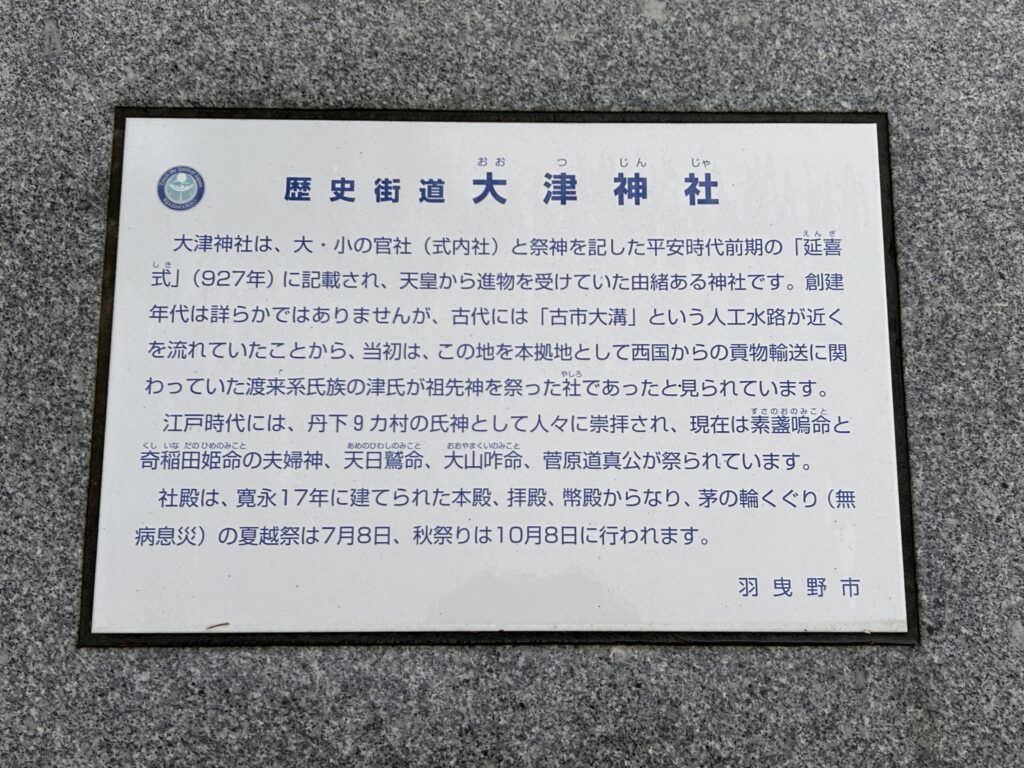 歴史街道 大津神社
大津神社は、大・小の官社（式内社）と祭神を記した平安時代前期の「延喜
式」（927年）に記載され、天皇から進物を受けていた由緒ある神社です。創建
年代は詳らかではありませんが、古代には「古市大溝」という人工水路が近く
を流れていたことから、当初は、この地を本拠地として西国からの貢物輸送に関
わっていた渡来系氏族の津氏が祖先神を祭った社であったと見られています。
江戸時代には、丹下9カ村の氏神として人々に崇拝され、現在は素盞嗚命と
奇稲田姫命の夫婦神、天日鷲命、大山咋命、菅原道真公が祭られています。
社殿は、寛永17年に建てられた本殿、拝殿、幣殿からなり、茅の輪くぐり（無
病息災）の夏越祭は7月8日、秋祭りは10月8日に行われます。
羽曳野市